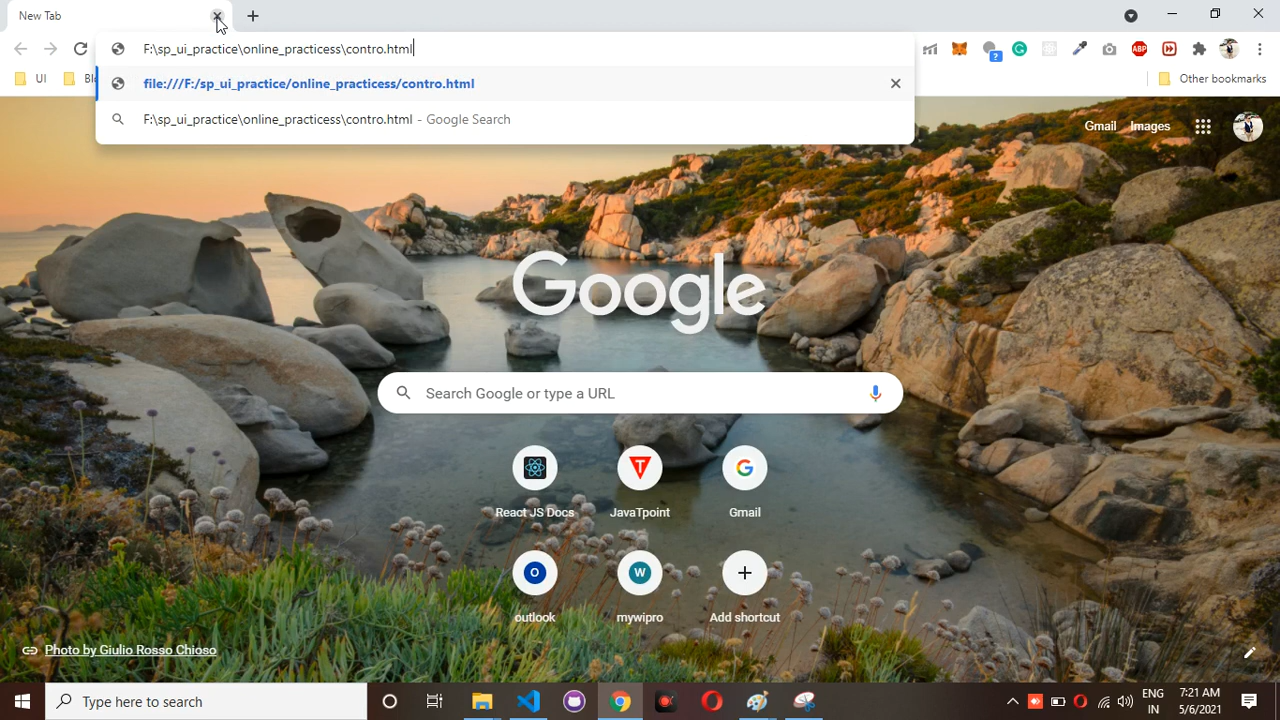 New Tab
F:\sp_ui_practice\online_practicess\contro.html
UI
file:///F:/sp_ui_practice/online_practicess/contro.html
Other bookmarks
F:\sp_ui_practice\online_practicess\contro.html - Google Search
Gmail Images
Google
Search Google or type a URL
React JS Docs JavaTpoint Gmail
outlook mywipro Add shortcut
Photo by Giulio Rosso Chioso
Type here to search
ENG 7:21 AM
IN 5/6/2021